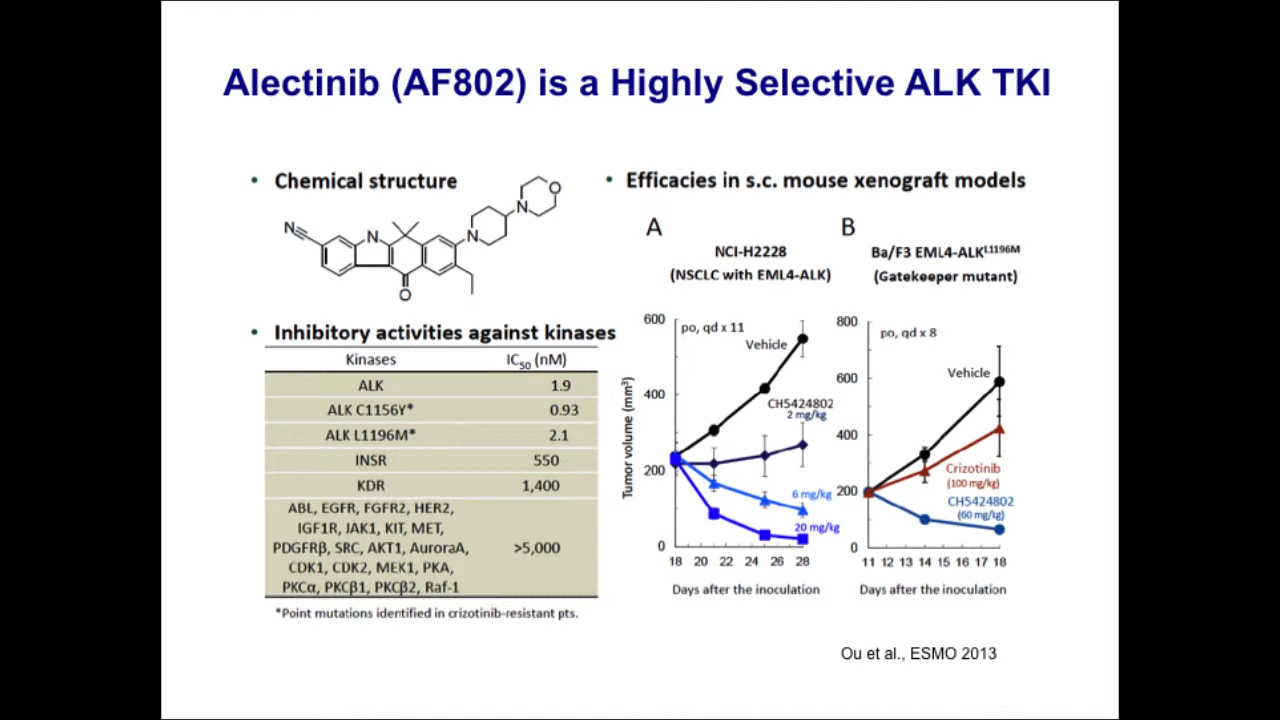 Alectinib (AF802) is a Highly Selective ALK TKI
• Chemical structure
N
N
O
N
N
O
• Inhibitory activities against kinases
Kinases IC50 (nM)
ALK 1.9
ALK C1156Y* 0.93
ALK L1196M* 2.1
INSR 550
KDR 1,400
ABL, EGFR, FGFR2, HER2,
IGF1R, JAK1, KIT, MET,
PDGFRβ, SRC, AKT1, AuroraA, >5,000
CDK1, CDK2, MEK1, PKA,
PKCα, PKCβ1, PKCβ2, Raf-1
*Point mutations identified in crizotinib-resistant pts.
• Efficacies in s.c. mouse xenograft models
A
NCI-H2228
(NSCLC with EML4-ALK)
po, qd x 11
Vehicle
CH5424802
2 mg/kg
6 mg/kg
20 mg/kg
Tumor volume (mm³)
600
400
200
0
18 20 22 24 26 28
Days after the inoculation
B
Ba/F3 EML4-ALKL1196M
(Gatekeeper mutant)
po, qd x 8
Vehicle
Crizotinib
(100 mg/kg)
CH5424802
(60 mg/kg)
800
600
400
200
0
11 12 13 14 15 16 17 18
Days after the inoculation
Ou et al., ESMO 2013